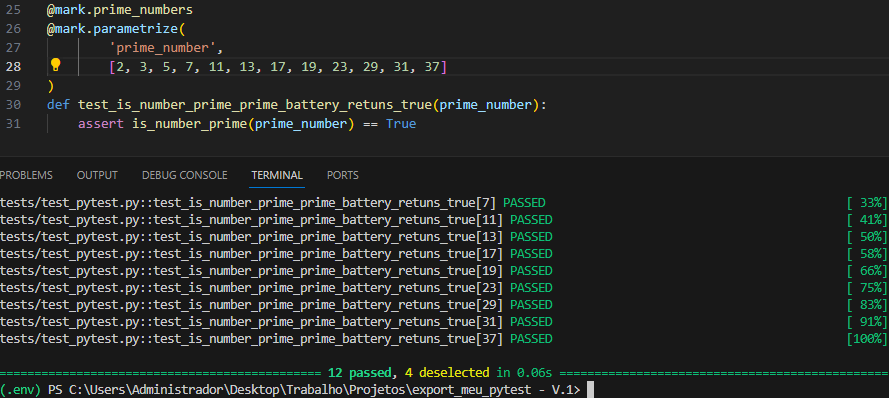 25 @mark.prime_numbers
26 @mark.parametrize(
27 'prime_number',
28 [2, 3, 5, 7, 11, 13, 17, 19, 23, 29, 31, 37]
29 )
30 def test_is_number_prime_prime_battery_retuns_true(prime_number):
31 assert is_number_prime(prime_number) == True
PROBLEMS OUTPUT DEBUG CONSOLE TERMINAL PORTS
tests/test_pytest.py::test_is_number_prime_prime_battery_retuns_true[7] PASSED [ 33%]
tests/test_pytest.py::test_is_number_prime_prime_battery_retuns_true[11] PASSED [ 41%]
tests/test_pytest.py::test_is_number_prime_prime_battery_retuns_true[13] PASSED [ 50%]
tests/test_pytest.py::test_is_number_prime_prime_battery_retuns_true[17] PASSED [ 58%]
tests/test_pytest.py::test_is_number_prime_prime_battery_retuns_true[19] PASSED [ 66%]
tests/test_pytest.py::test_is_number_prime_prime_battery_retuns_true[23] PASSED [ 75%]
tests/test_pytest.py::test_is_number_prime_prime_battery_retuns_true[29] PASSED [ 83%]
tests/test_pytest.py::test_is_number_prime_prime_battery_retuns_true[31] PASSED [ 91%]
tests/test_pytest.py::test_is_number_prime_prime_battery_retuns_true[37] PASSED [100%]
============================================== 12 passed, 4 deselected in 0.06s ===============================================
(.env) PS C:\Users\Administrador\Desktop\Trabalho\Projetos\export_meu_pytest - V.1>